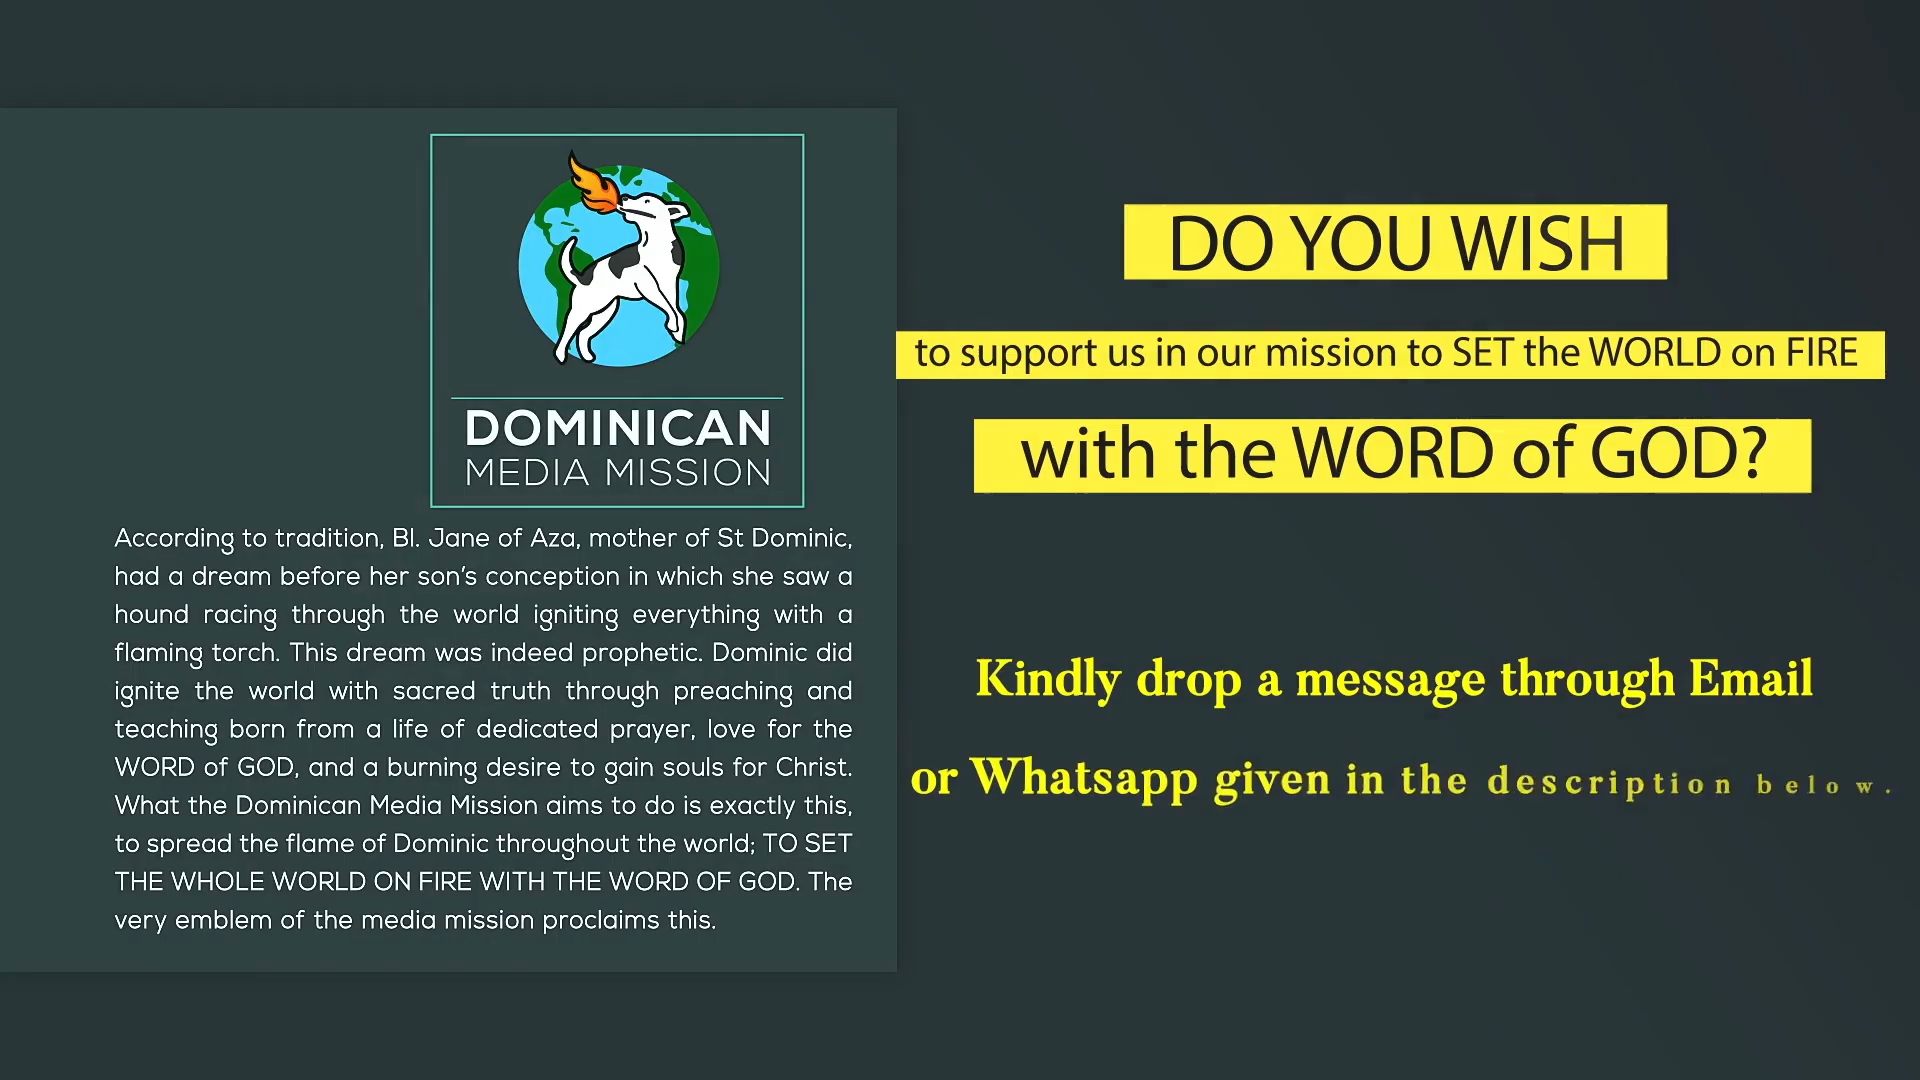 DOMINICAN
MEDIA MISSION
According to tradition, Bl. Jane of Aza, mother of St Dominic,
had a dream before her son's conception in which she saw a
hound racing through the world igniting everything with a
flaming torch. This dream was indeed prophetic. Dominic did
ignite the world with sacred truth through preaching and
teaching born from a life of dedicated prayer, love for the
WORD of GOD, and a burning desire to gain souls for Christ.
What the Dominican Media Mission aims to do is exactly this,
to spread the flame of Dominic throughout the world; TO SET
THE WHOLE WORLD ON FIRE WITH THE WORD OF GOD. The
very emblem of the media mission proclaims this.
DO YOU WISH
to support us in our mission to SET the WORLD on FIRE
with the WORD of GOD?
Kindly drop a message through Email
or Whatsapp given in the description below.